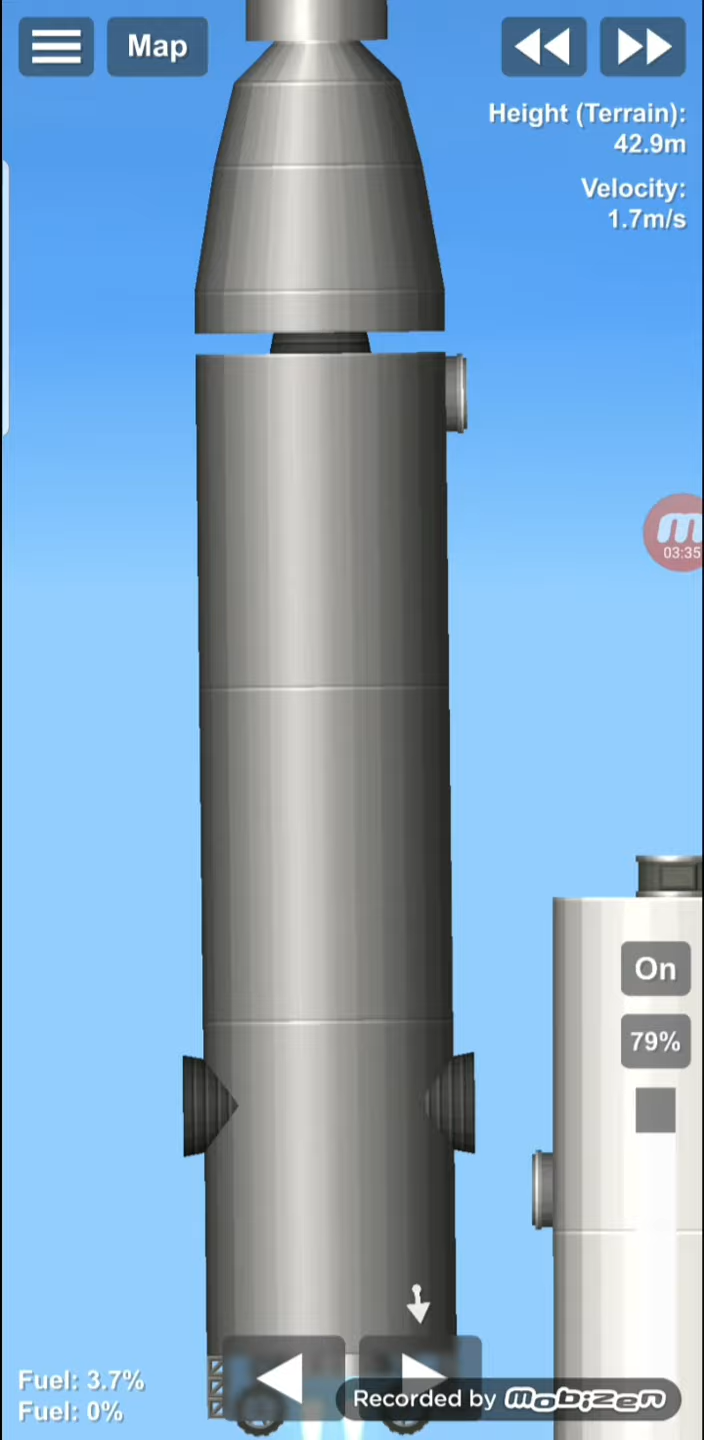 Map
Height (Terrain):
42.9m
Velocity:
1.7m/s
03:35
On
79%
Fuel: 3.7%
Fuel: 0%
Recorded by mobizen